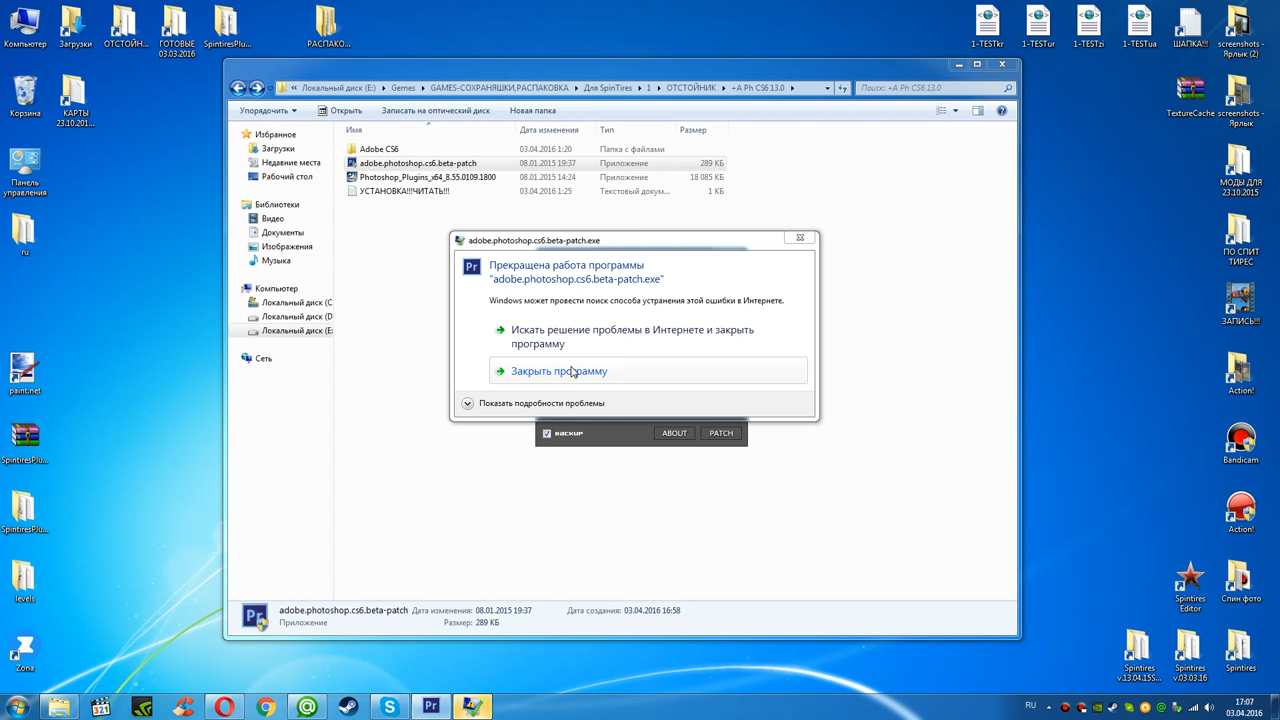 Компьютер
Загрузки
ОТСТОЙН...
ГОТОВЫЕ
03.03.2016
SpintiresPlu...
РАСПАКО...
1-TESTkr
1-TESTur
1-TESTzi
1-TESTua
ШАПКА!!!
screenshots -
Ярлык (2)
Корзина
КАРТЫ
23.10.201...
Панель
управления
ru
paint.net
SpintiresPlu...
SpintiresPlu...
levels
Zona
TextureCache
screenshots -
Ярлык
МОДЫ ДЛЯ
23.10.2015
ПО СПИТ
ТИРЕС
ЗАПИСЬ!!!
Action!
Bandicam
Action!
Spintires
Editor
Спин фото
Spintires
v.13.04.15S...
Spintires
v.03.03.16
Spintires
« Локальный диск (E:) Gemes GAMES-СОХРАНЯШКИ,РАСПАКОВКА Для SpinTires 1 ОТСТОЙНИК +A Ph CS6 13.0
Поиск: +A Ph CS6 13.0
Упорядочить Открыть Записать на оптический диск Новая папка
Имя Дата изменения Тип Размер
Adobe CS6 03.04.2016 1:20 Папка с файлами
adobe.photoshop.cs6.beta-patch 08.01.2015 19:37 Приложение 289 КБ
Photoshop_Plugins_x64_8.55.0109.1800 08.01.2015 14:24 Приложение 18 085 КБ
УСТАНОВКА!!!ЧИТАТЬ!!! 03.04.2016 1:25 Текстовый докум... 1 КБ
Избранное
Загрузки
Недавние места
Рабочий стол
Библиотеки
Видео
Документы
Изображения
Музыка
Компьютер
Локальный диск (C
Локальный диск (D
Локальный диск (E:
Сеть
adobe.photoshop.cs6.beta-patch.exe
Pr
Прекращена работа программы
"adobe.photoshop.cs6.beta-patch.exe"
Windows может провести поиск способа устранения этой ошибки в Интернете.
Искать решение проблемы в Интернете и закрыть
программу
Закрыть программу
Показать подробности проблемы
BACKUP ABOUT PATCH
Pr
adobe.photoshop.cs6.beta-patch Дата изменения: 08.01.2015 19:37 Дата создания: 03.04.2016 16:58
Приложение Размер: 289 КБ
Pr
RU
17:07
03.04.2016